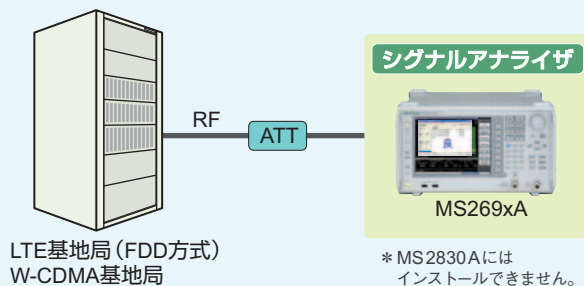 シグナルアナライザ
RF
ATT
MS269xA
LTE基地局（FDD方式）
W-CDMA基地局
＊MS2830Aには
インストールできません。